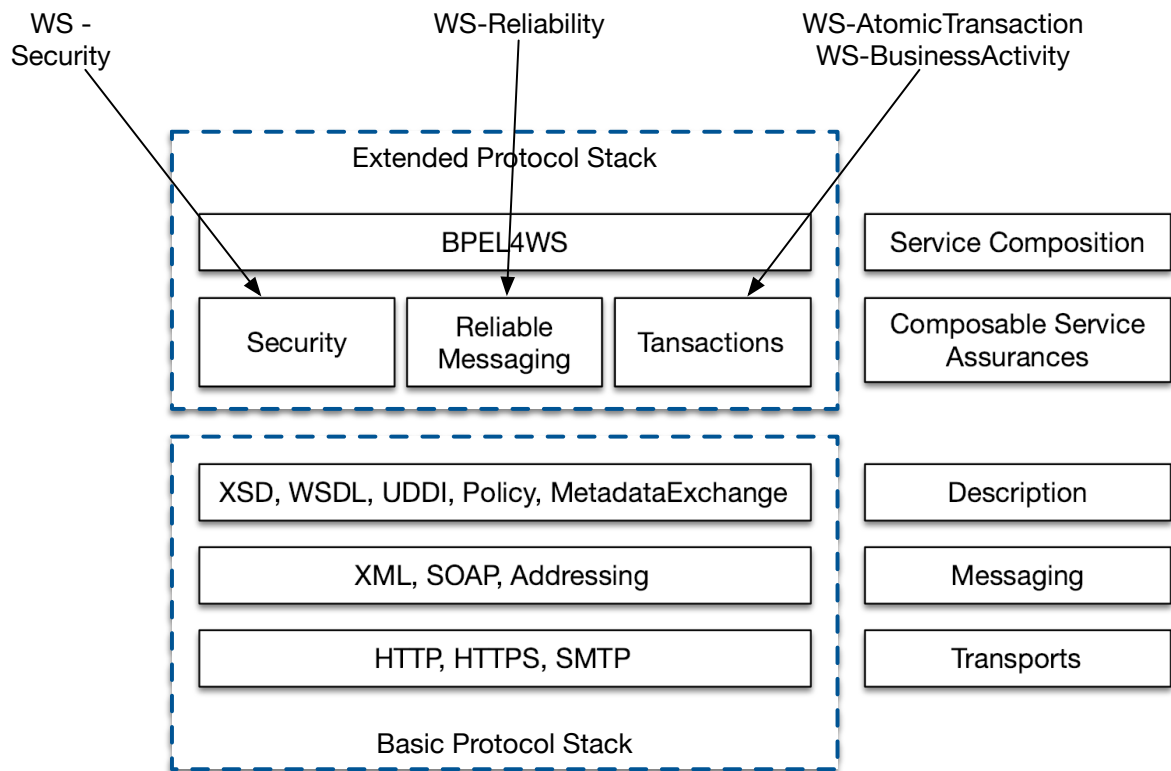 WS -
Security
WS-Reliability
WS-AtomicTransaction
WS-BusinessActivity
Extended Protocol Stack
BPEL4WS
Service Composition
Security
Reliable
Messaging
Tansactions
Composable Service
Assurances
XSD, WSDL, UDDI, Policy, MetadataExchange
Description
XML, SOAP, Addressing
Messaging
HTTP, HTTPS, SMTP
Transports
Basic Protocol Stack